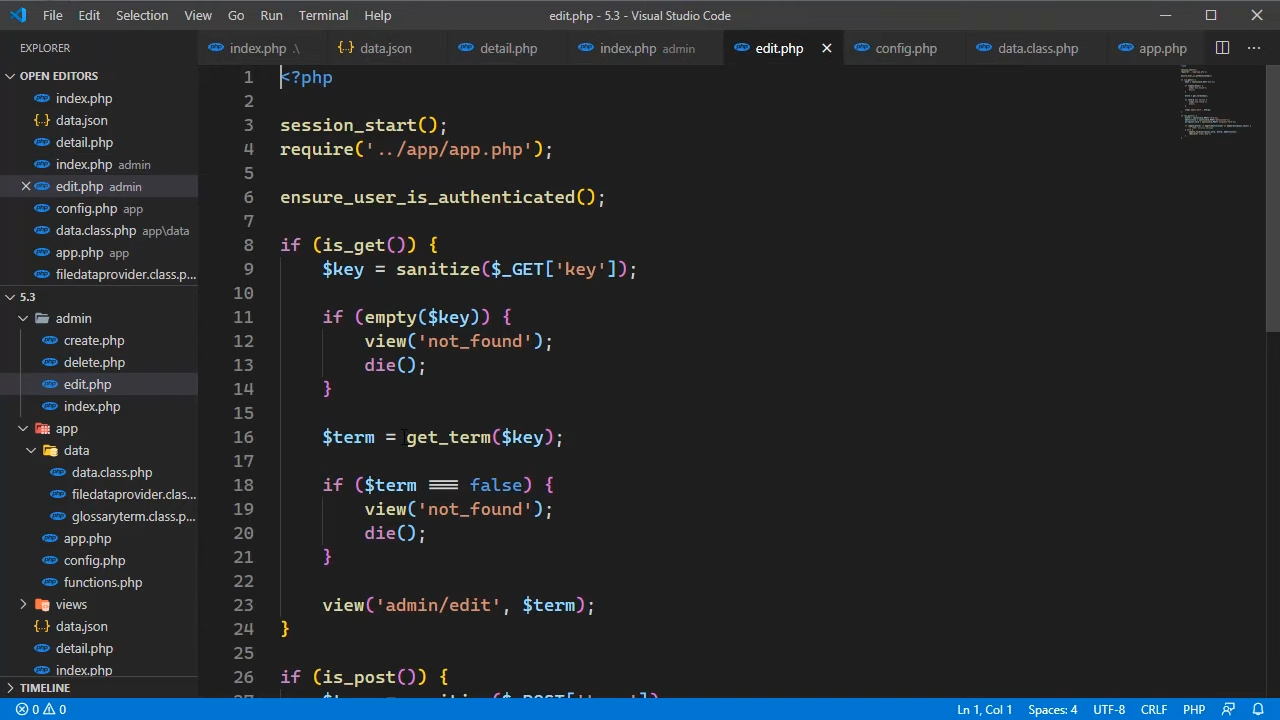 File Edit Selection View Go Run Terminal Help
edit.php - 5.3 - Visual Studio Code
EXPLORER
index.php .\
data.json
detail.php
index.php admin
edit.php
config.php
data.class.php
app.php
OPEN EDITORS
index.php
data.json
detail.php
index.php admin
edit.php admin
config.php app
data.class.php app\data
app.php app
filedataprovider.class.p...
5.3
admin
create.php
delete.php
edit.php
index.php
app
data
data.class.php
filedataprovider.clas...
glossaryterm.class.p...
app.php
config.php
functions.php
views
data.json
detail.php
index.php
TIMELINE
1 <?php
2
3 session_start();
4 require('../app/app.php');
5
6 ensure_user_is_authenticated();
7
8 if (is_get()) {
9 $key = sanitize($_GET['key']);
10
11 if (empty($key)) {
12 view('not_found');
13 die();
14 }
15
16 $term = get_term($key);
17
18 if ($term === false) {
19 view('not_found');
20 die();
21 }
22
23 view('admin/edit', $term);
24 }
25
26 if (is_post()) {
0 0
Ln 1, Col 1 Spaces: 4 UTF-8 CRLF PHP